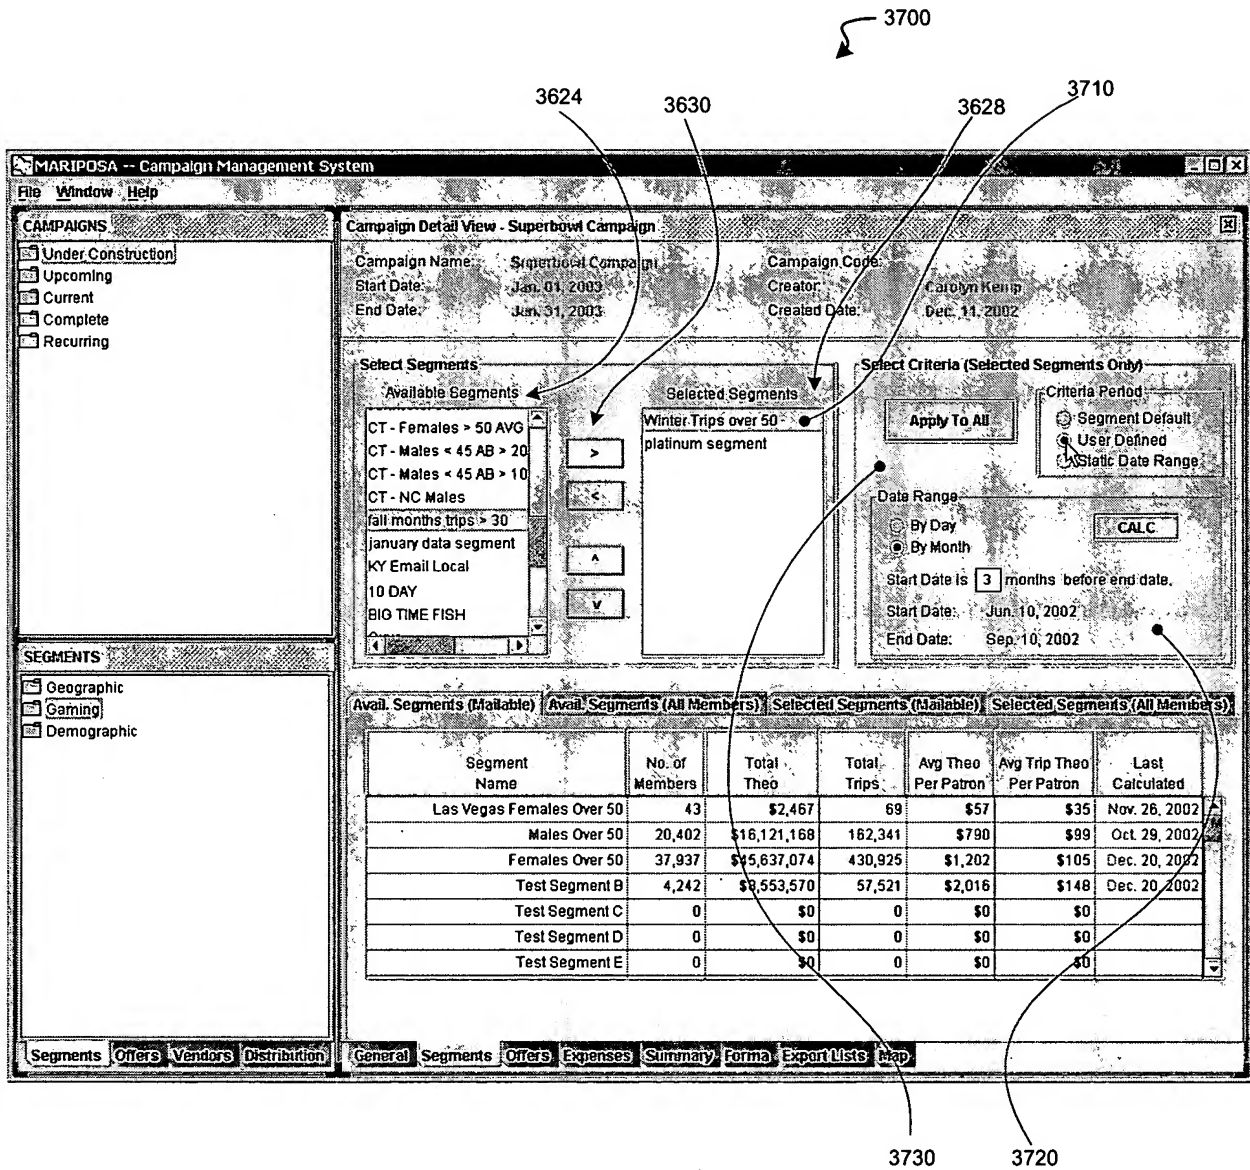 3700
3624
3630
3628
3710
MARIPOSA -- Campaign Management System
File Window Help
CAMPAIGNS
Under Construction
Upcoming
Current
Complete
Recurring
SEGMENTS
Geographic
Gaming
Demographic
Segments Offers Vendors Distribution
Campaign Detail View - Superbowl Campaign
Campaign Name: Superbowl Campaign
Start Date: Jan. 01, 2003
End Date: Jan. 31, 2003
Campaign Code:
Creator: Carolyn Kemp
Created Date: Dec. 11, 2002
Select Segments
Available Segments
CT - Females > 50 AVG
CT - Males < 45 AB > 20
CT - Males < 45 AB > 10
CT - NC Males
fall months trips > 30
january data segment
KY Email Local
10 DAY
BIG TIME FISH
>
<
^
v
Selected Segments
Winter Trips over 50
platinum segment
Select Criteria (Selected Segments Only)
Apply To All
Criteria Period
Segment Default
User Defined
Static Date Range
Date Range
By Day
By Month
CALC
Start Date is 3 months before end date.
Start Date: Jun. 10, 2002
End Date: Sep. 10, 2002
Avail. Segments (Mailable) Avail. Segments (All Members) Selected Segments (Mailable) Selected Segments (All Members)
Segment Name No. of Members Total Theo Total Trips Avg Theo Per Patron Avg Trip Theo Per Patron Last Calculated
Las Vegas Females Over 50 43 $2,467 69 $57 $35 Nov. 26, 2002
Males Over 50 20,402 $16,121,168 162,341 $790 $99 Oct. 29, 2002
Females Over 50 37,937 $45,637,074 430,925 $1,202 $105 Dec. 20, 2002
Test Segment B 4,242 $8,553,570 57,521 $2,016 $148 Dec. 20, 2002
Test Segment C 0 $0 0 $0 $0
Test Segment D 0 $0 0 $0 $0
Test Segment E 0 $0 0 $0 $0
General Segments Offers Expenses Summary Forma Export Lists Map
3730
3720